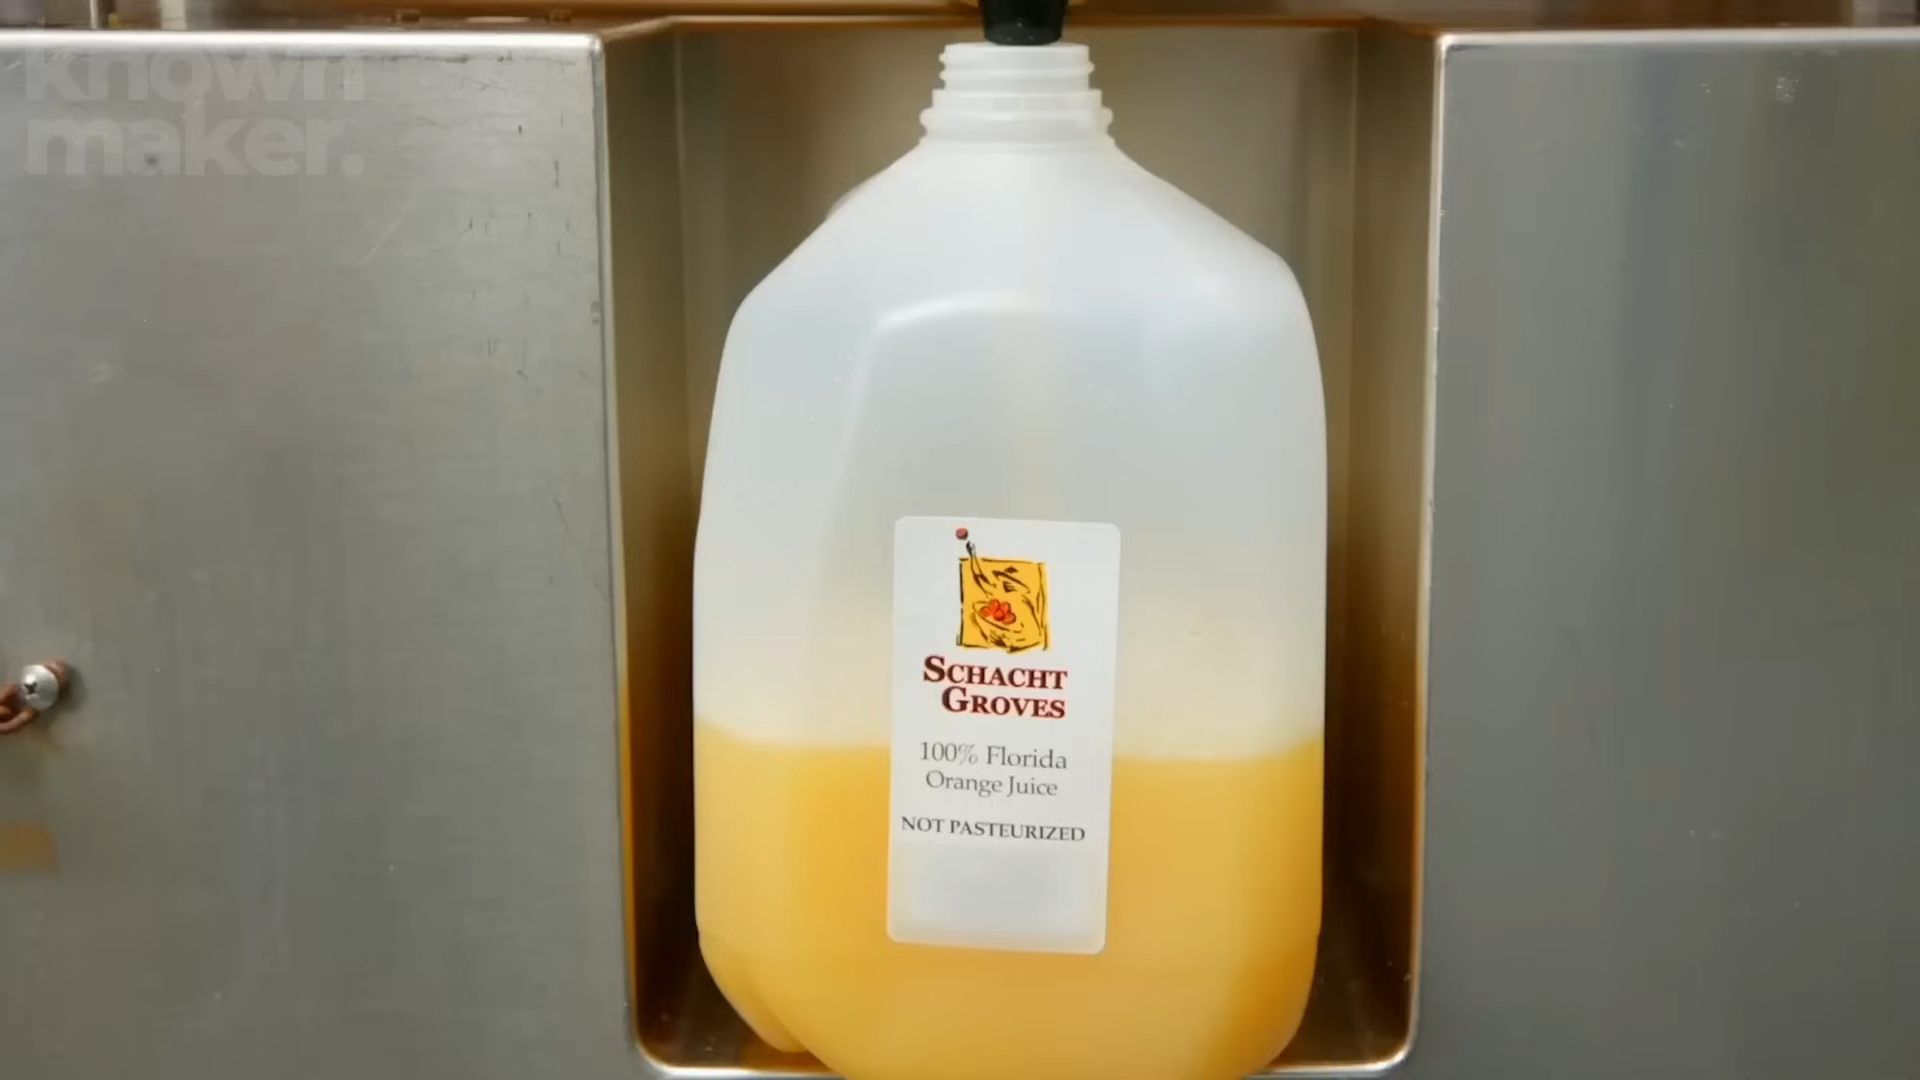 known
maker.
SCHACHT
GROVES
100% Florida
Orange Juice
NOT PASTEURIZED